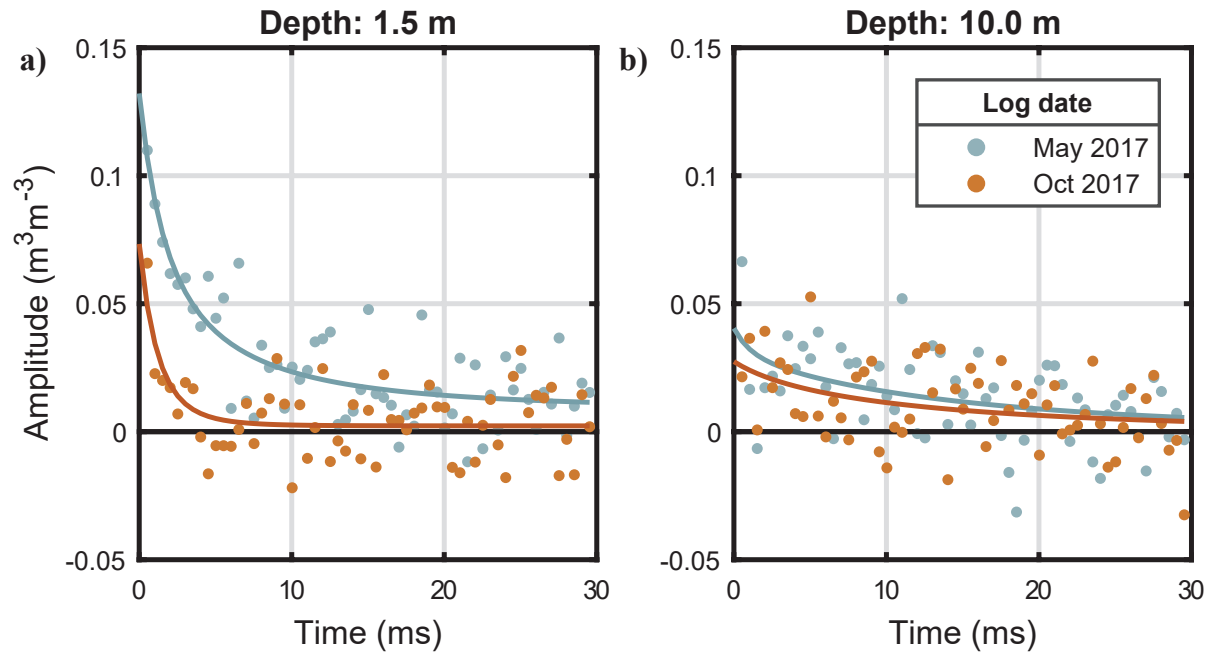 Depth: 1.5 m
Depth: 10.0 m
a)
b)
0.15
0.1
0.05
0
-0.05
0
10
20
30
Amplitude (m³m⁻³)
Time (ms)
0.15
0.1
0.05
0
-0.05
0
10
20
30
Time (ms)
Log date
May 2017
Oct 2017